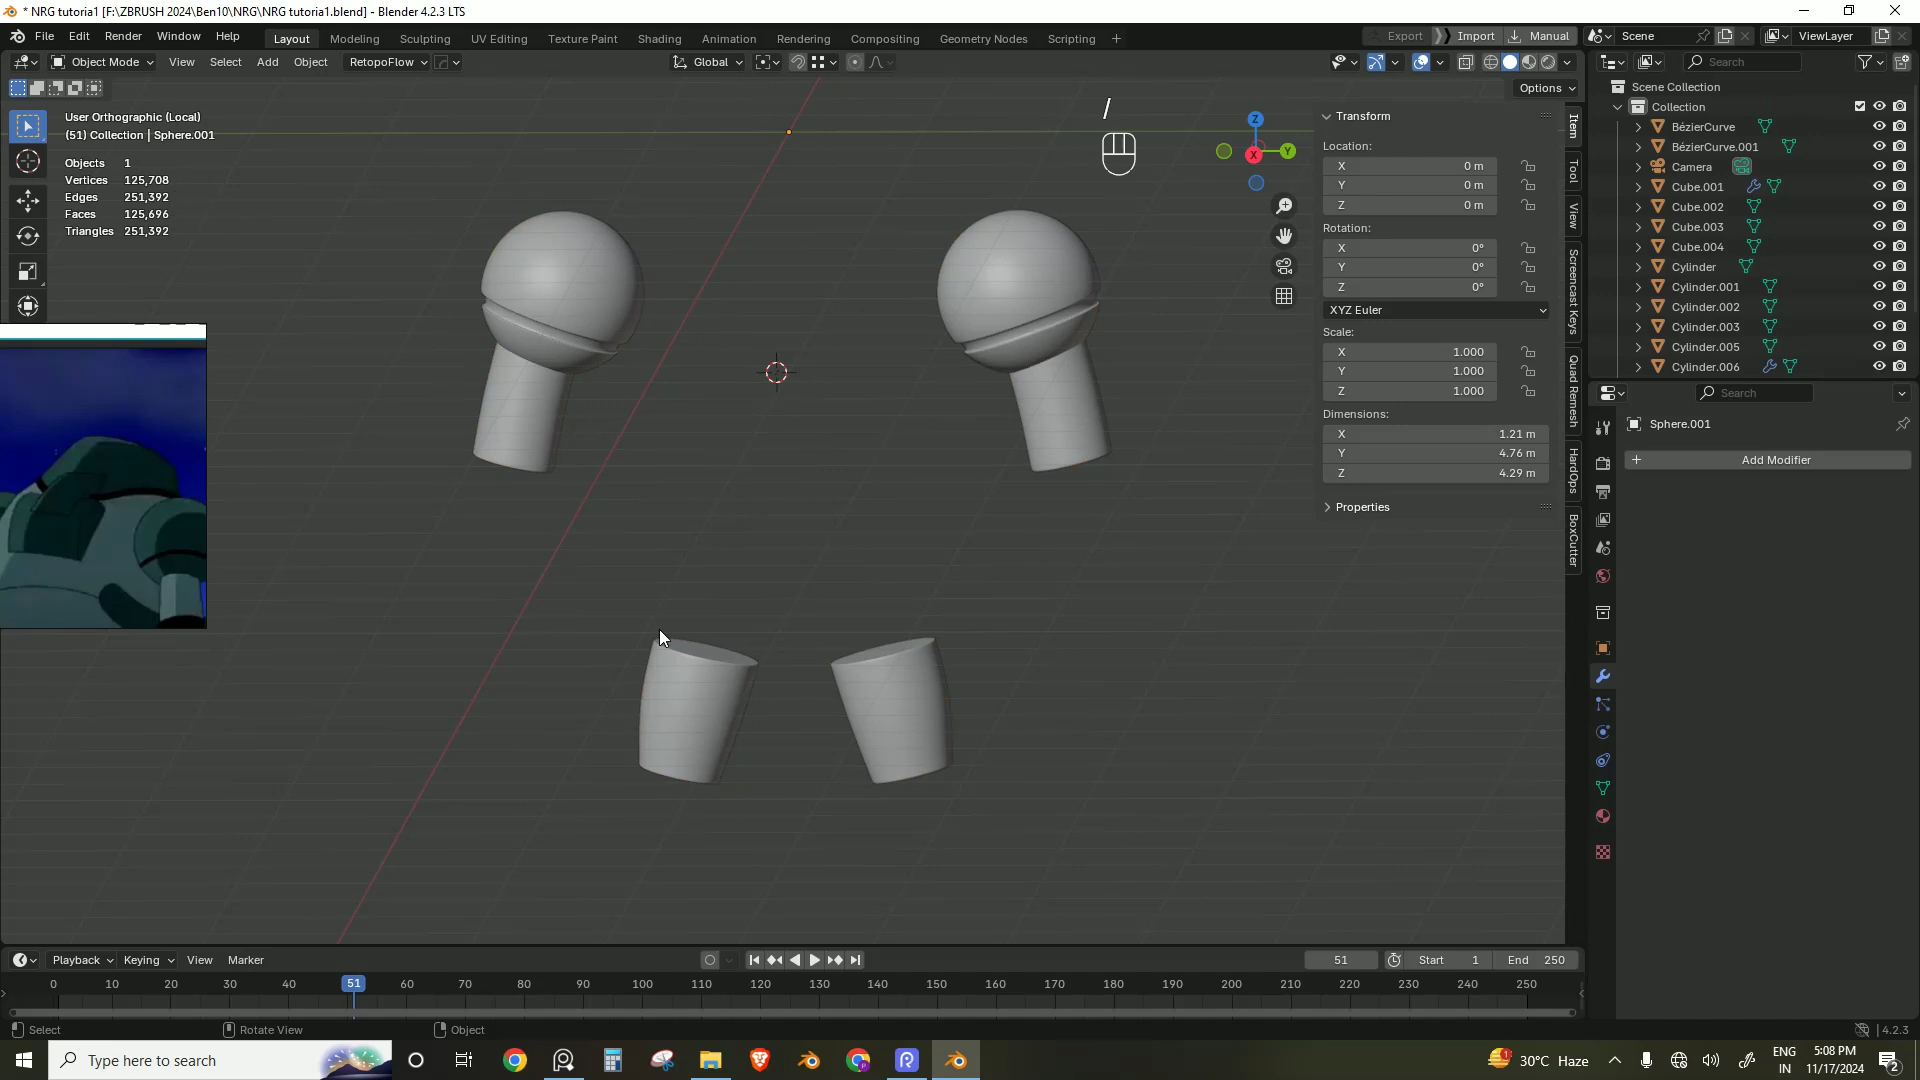 * NRG tutoria1 [F:\ZBRUSH 2024\Ben10\NRG\NRG tutoria1.blend] - Blender 4.2.3 LTS
File Edit Render Window Help Layout Modeling Sculpting UV Editing Texture Paint Shading Animation Rendering Compositing Geometry Nodes Scripting + Export Import Manual Scene ViewLayer
Object Mode View Select Add Object RetopoFlow Global Search
Options
User Orthographic (Local)
(51) Collection | Sphere.001
Objects 1
Vertices 125,708
Edges 251,392
Faces 125,696
Triangles 251,392
/
Z
Y
X
Transform
Location:
X 0 m
Y 0 m
Z 0 m
Rotation:
X 0°
Y 0°
Z 0°
XYZ Euler
Scale:
X 1.000
Y 1.000
Z 1.000
Dimensions:
X 1.21 m
Y 4.76 m
Z 4.29 m
Properties
Item
Tool
View
Screencast Keys
Quad Remesh
HardOps
BoxCutter
Scene Collection
Collection
BézierCurve
BézierCurve.001
Camera
Cube.001
Cube.002
Cube.003
Cube.004
Cylinder
Cylinder.001
Cylinder.002
Cylinder.003
Cylinder.005
Cylinder.006
Search
Sphere.001
+ Add Modifier
Playback Keying View Marker 51 Start 1 End 250
0 10 20 30 40 51 60 70 80 90 100 110 120 130 140 150 160 170 180 190 200 210 220 230 240 250
Select Rotate View Object 4.2.3
Type here to search
30°C Haze
ENG
IN
5:08 PM
11/17/2024
2